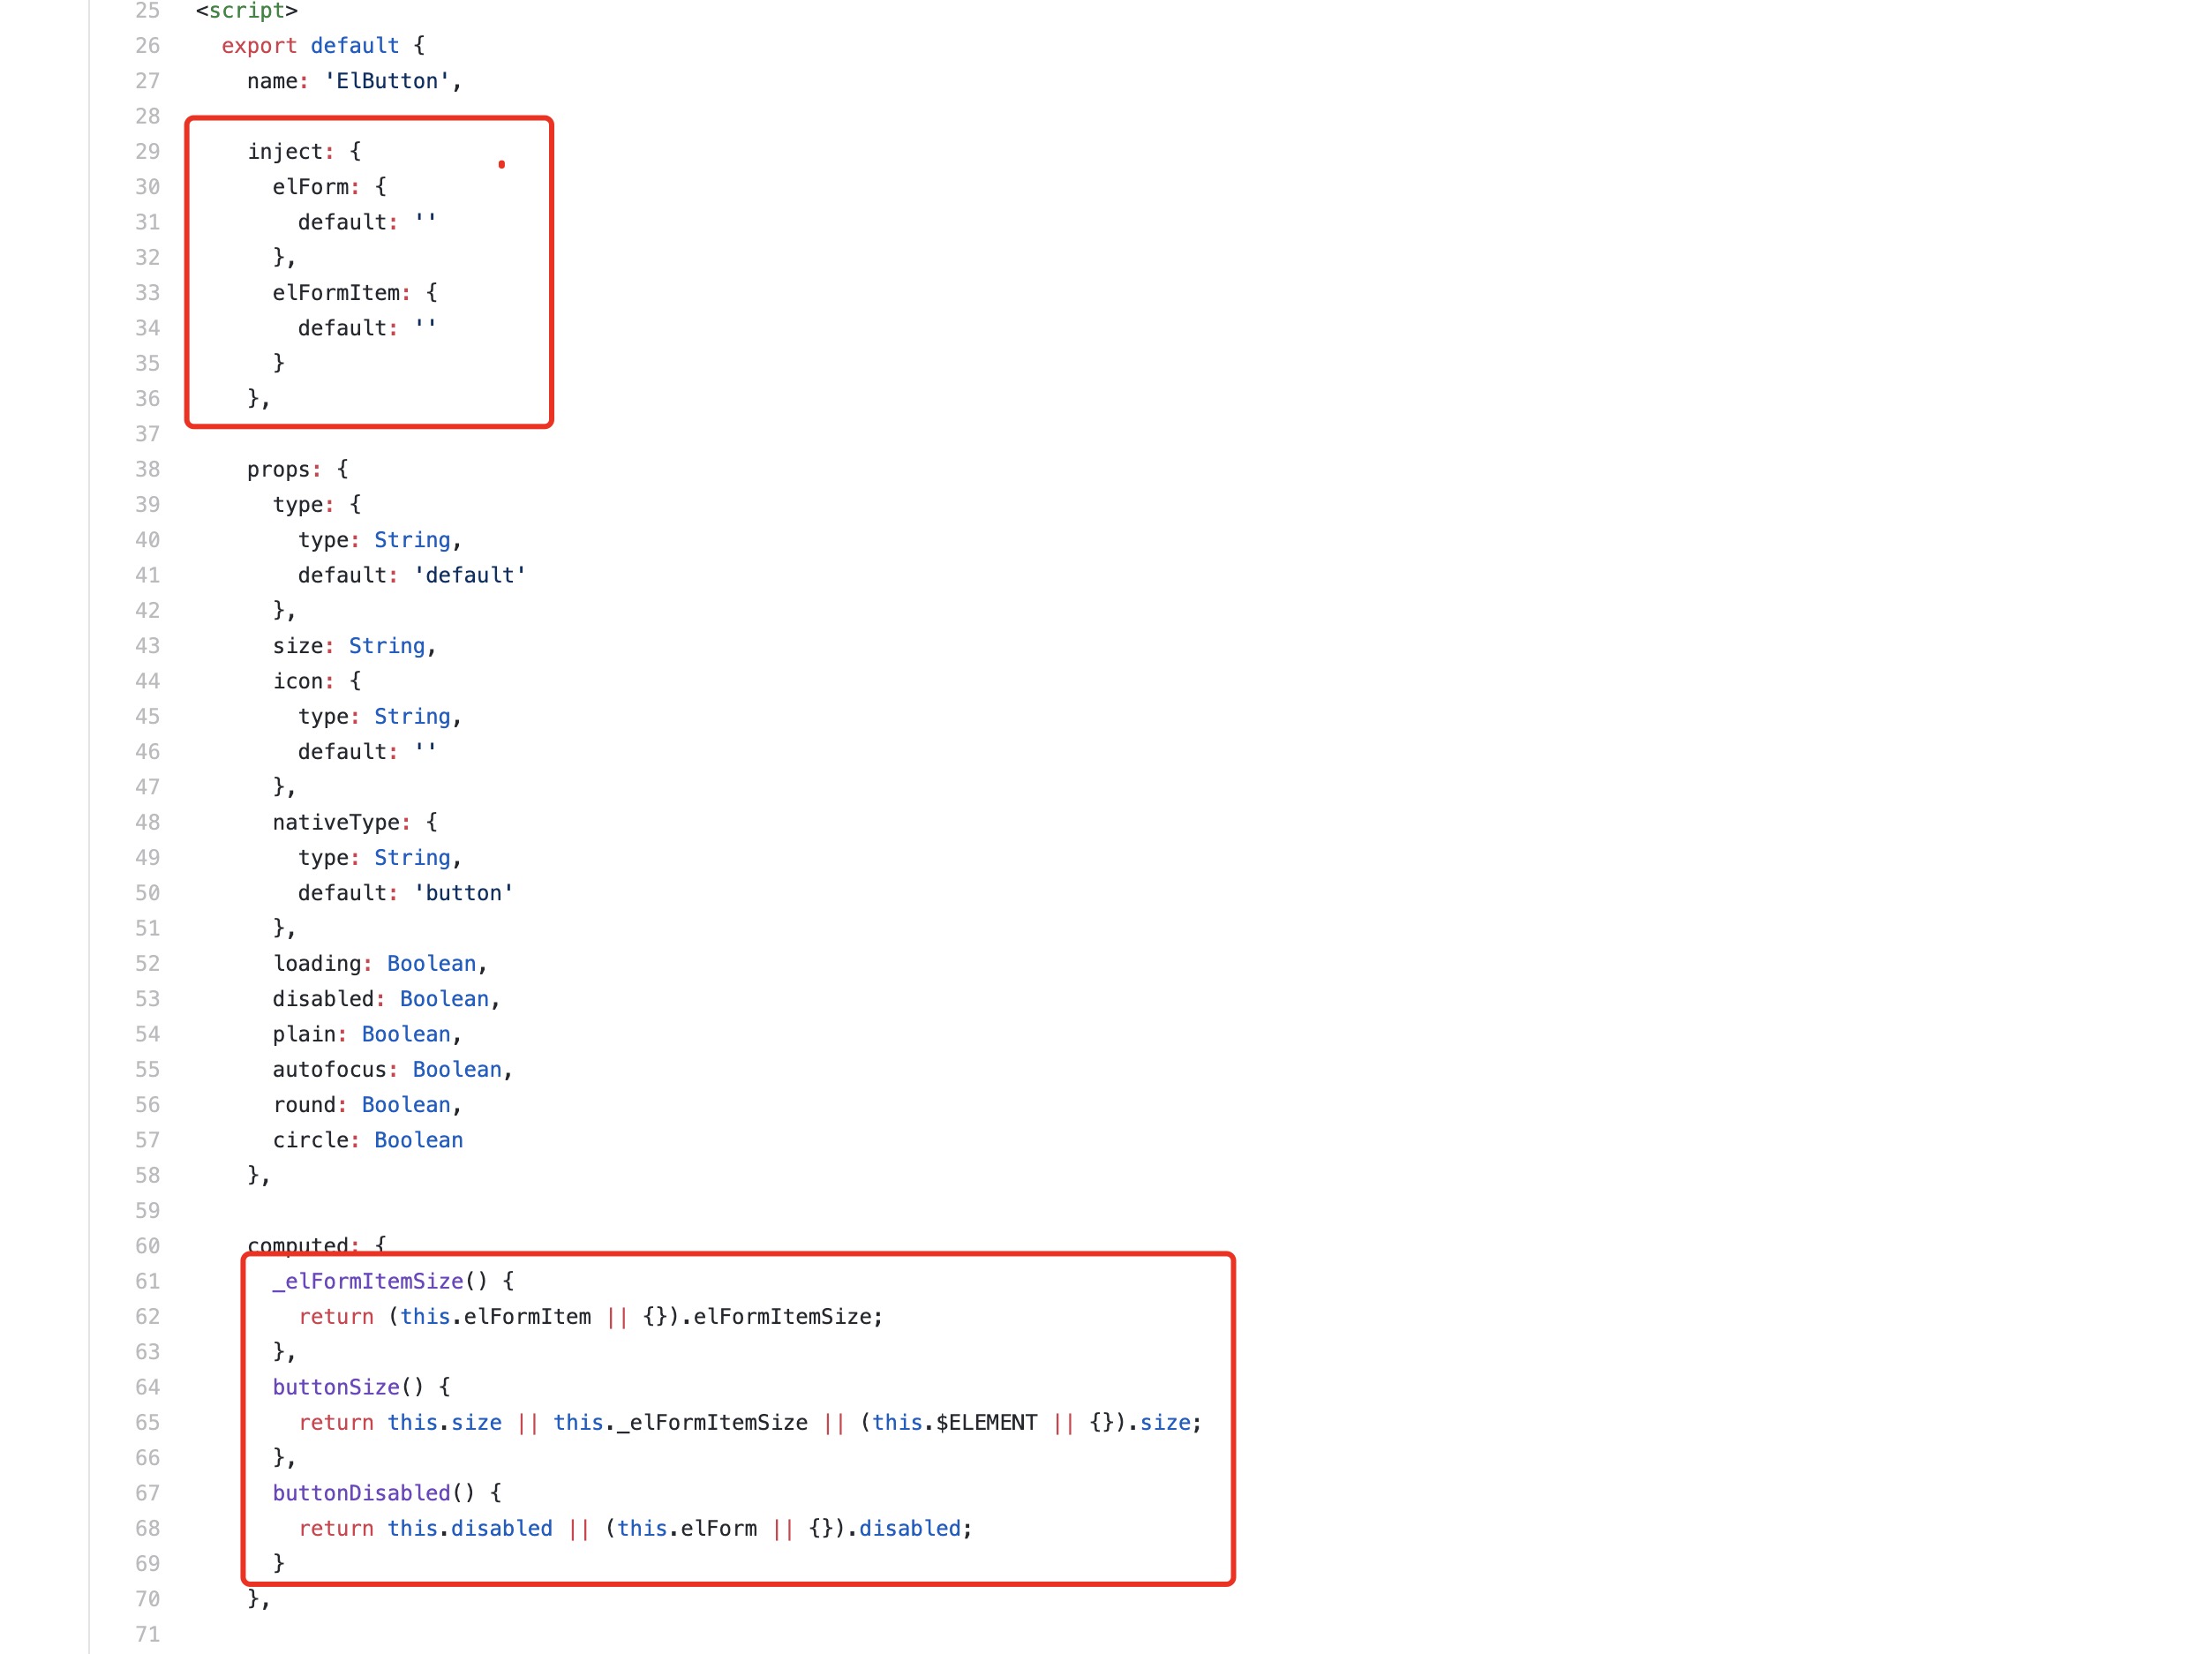 25 <script>
26 export default {
27 name: 'ElButton',
28
29 inject: {
30 elForm: {
31 default: ''
32 },
33 elFormItem: {
34 default: ''
35 }
36 },
37
38 props: {
39 type: {
40 type: String,
41 default: 'default'
42 },
43 size: String,
44 icon: {
45 type: String,
46 default: ''
47 },
48 nativeType: {
49 type: String,
50 default: 'button'
51 },
52 loading: Boolean,
53 disabled: Boolean,
54 plain: Boolean,
55 autofocus: Boolean,
56 round: Boolean,
57 circle: Boolean
58 },
59
60 computed: {
61 _elFormItemSize() {
62 return (this.elFormItem || {}).elFormItemSize;
63 },
64 buttonSize() {
65 return this.size || this._elFormItemSize || (this.$ELEMENT || {}).size;
66 },
67 buttonDisabled() {
68 return this.disabled || (this.elForm || {}).disabled;
69 }
70 },
71